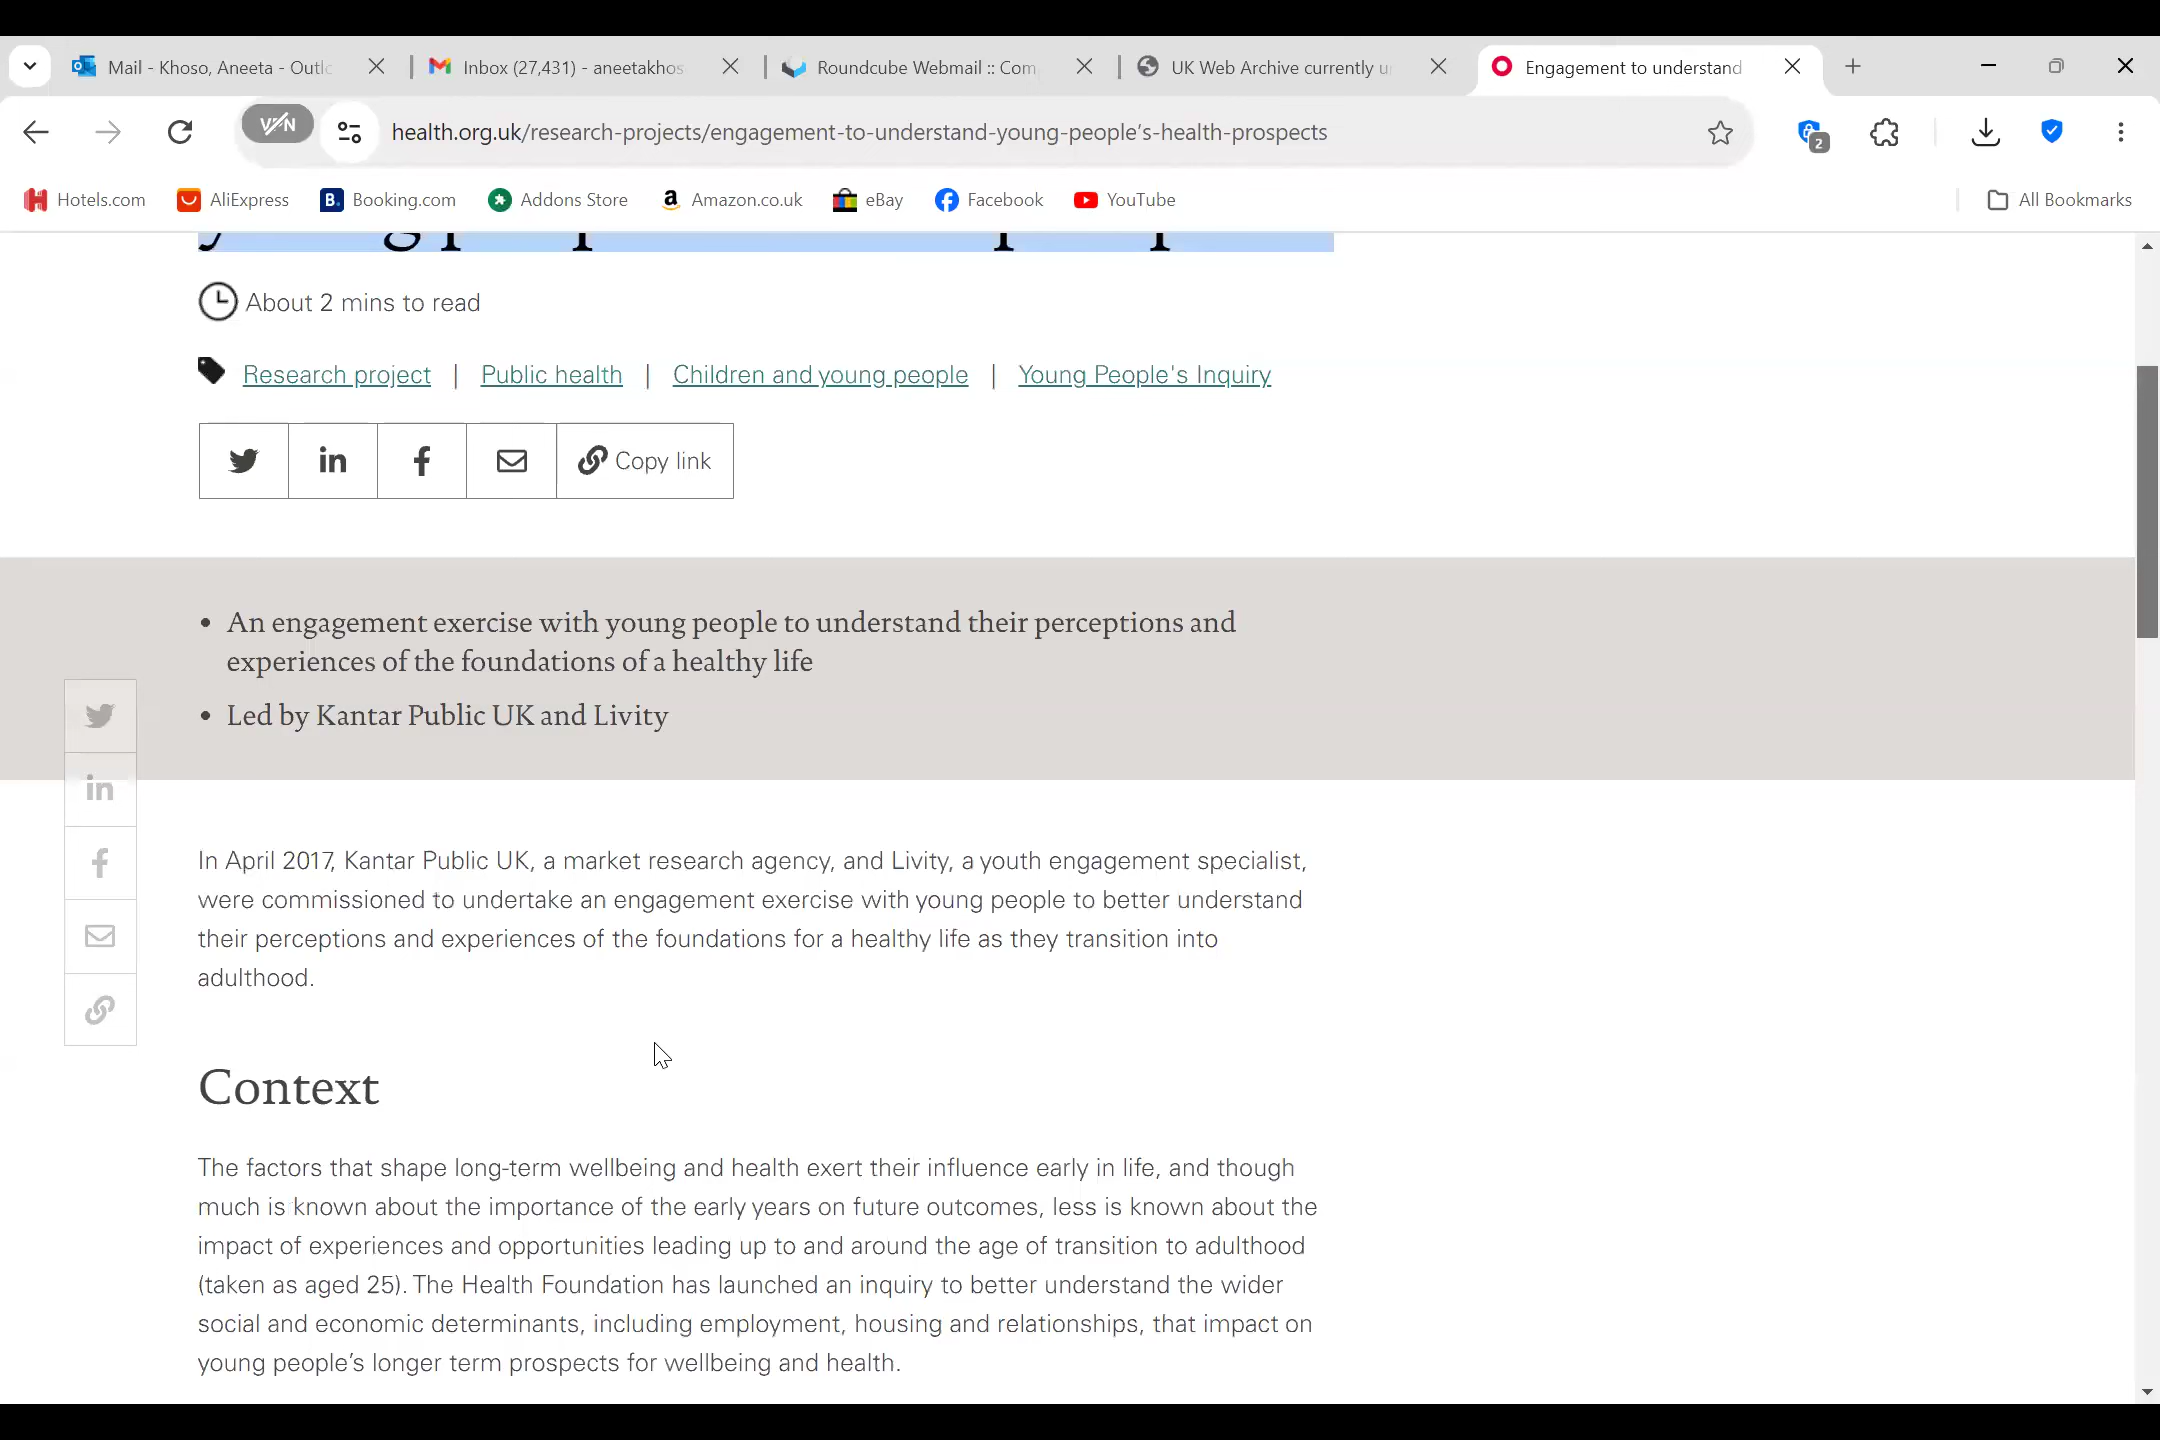 Mail - Khoso, Aneeta - Outlo
Inbox (27,431) - aneetakhos
Roundcube Webmail :: Com
UK Web Archive currently u
Engagement to understand
VPN
health.org.uk/research-projects/engagement-to-understand-young-people’s-health-prospects
2
Hotels.com
AliExpress
B. Booking.com
Addons Store
a Amazon.co.uk
eBay
Facebook
YouTube
All Bookmarks
About 2 mins to read
Research project | Public health | Children and young people | Young People's Inquiry
in f Copy link
• An engagement exercise with young people to understand their perceptions and
experiences of the foundations of a healthy life
• Led by Kantar Public UK and Livity
in
f
In April 2017, Kantar Public UK, a market research agency, and Livity, a youth engagement specialist,
were commissioned to undertake an engagement exercise with young people to better understand
their perceptions and experiences of the foundations for a healthy life as they transition into
adulthood.
Context
The factors that shape long-term wellbeing and health exert their influence early in life, and though
much is known about the importance of the early years on future outcomes, less is known about the
impact of experiences and opportunities leading up to and around the age of transition to adulthood
(taken as aged 25). The Health Foundation has launched an inquiry to better understand the wider
social and economic determinants, including employment, housing and relationships, that impact on
young people’s longer term prospects for wellbeing and health.